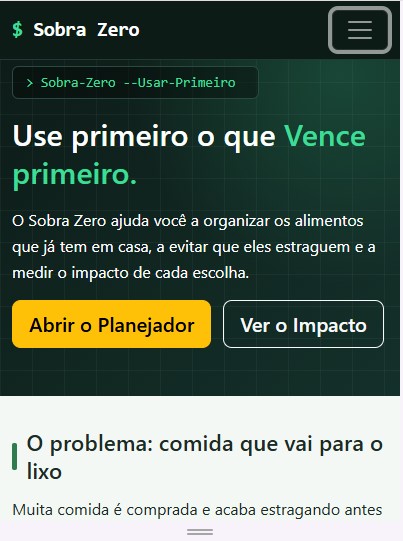 $ Sobra Zero
> Sobra-Zero --Usar-Primeiro
Use primeiro o que Vence
primeiro.
O Sobra Zero ajuda você a organizar os alimentos
que já tem em casa, a evitar que eles estraguem e a
medir o impacto de cada escolha.
Abrir o Planejador
Ver o Impacto
O problema: comida que vai para o
lixo
Muita comida é comprada e acaba estragando antes